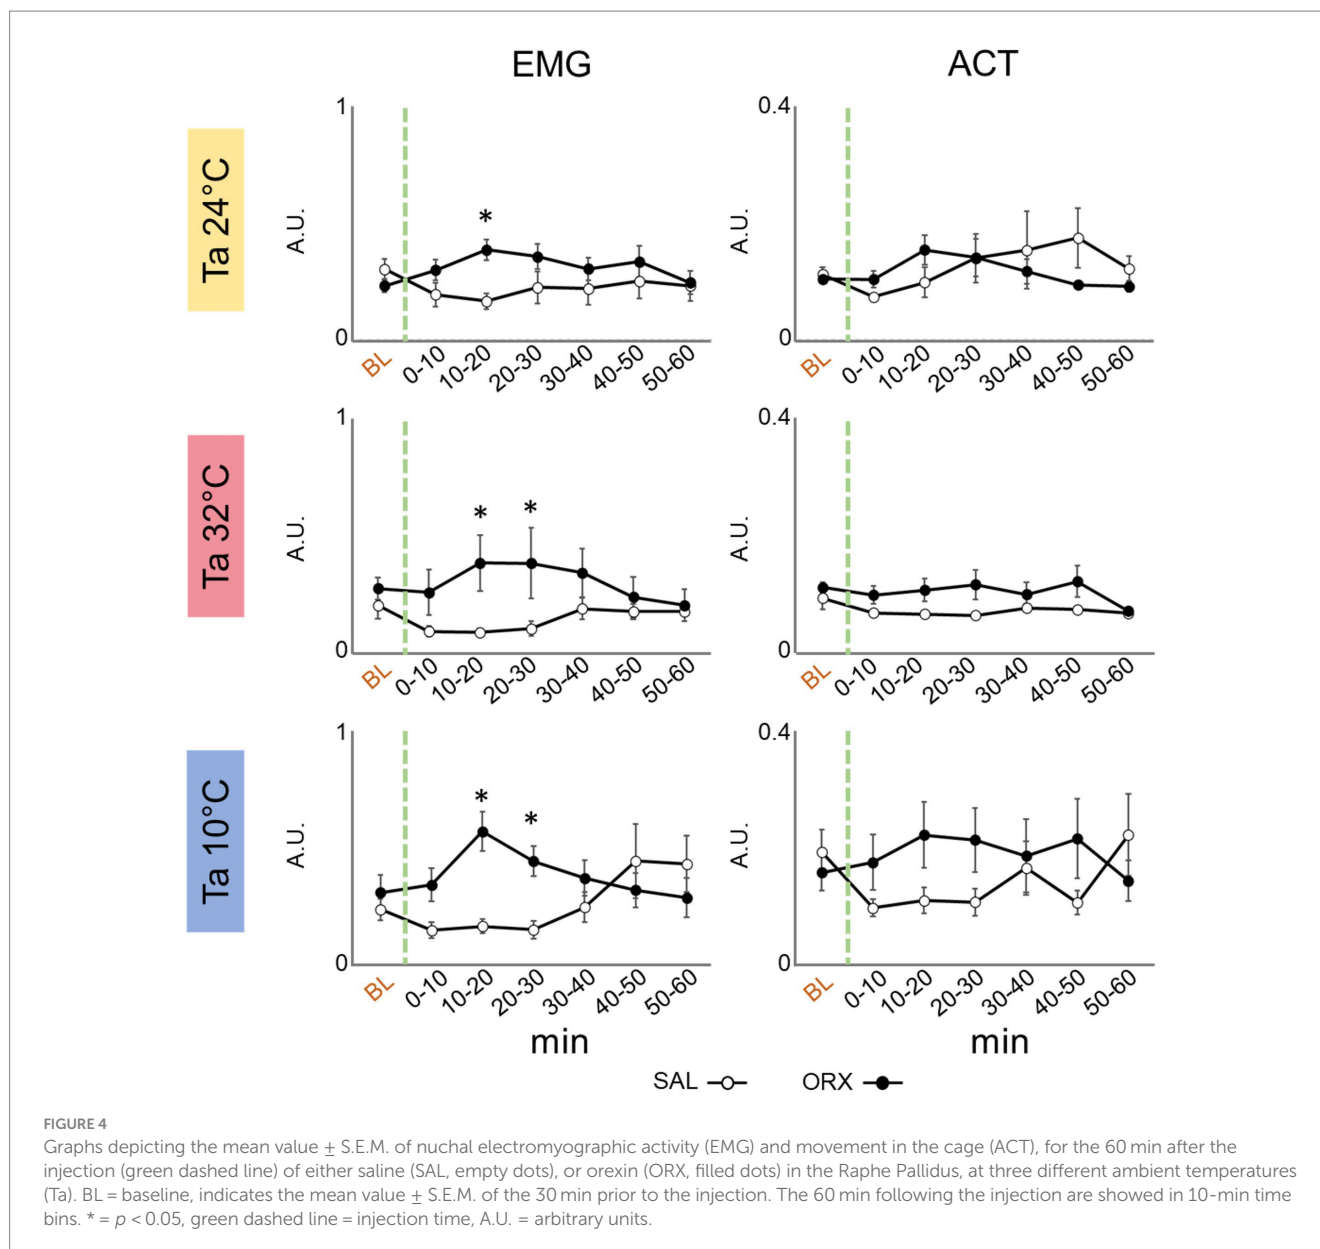 EMG
ACT
Ta 24°C
A.U.
1
0
*
BL 0-10 10-20 20-30 30-40 40-50 50-60
A.U.
0.4
0
BL 0-10 10-20 20-30 30-40 40-50 50-60
Ta 32°C
A.U.
1
0
* *
BL 0-10 10-20 20-30 30-40 40-50 50-60
A.U.
0.4
0
BL 0-10 10-20 20-30 30-40 40-50 50-60
Ta 10°C
A.U.
1
0
* *
BL 0-10 10-20 20-30 30-40 40-50 50-60
min
A.U.
0.4
0
BL 0-10 10-20 20-30 30-40 40-50 50-60
min
SAL ORX
FIGURE 4
Graphs depicting the mean value ± S.E.M. of nuchal electromyographic activity (EMG) and movement in the cage (ACT), for the 60 min after the
injection (green dashed line) of either saline (SAL, empty dots), or orexin (ORX, filled dots) in the Raphe Pallidus, at three different ambient temperatures
(Ta). BL = baseline, indicates the mean value ± S.E.M. of the 30 min prior to the injection. The 60 min following the injection are showed in 10-min time
bins. * = p < 0.05, green dashed line = injection time, A.U. = arbitrary units.